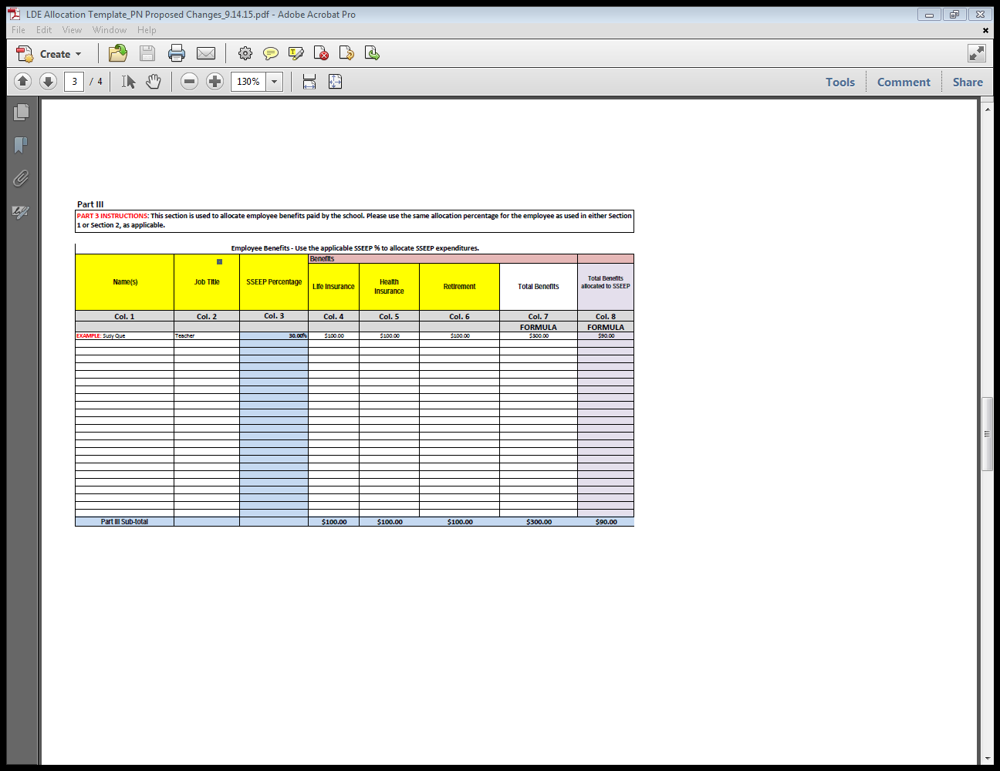 LDE Allocation Template_PN Proposed Changes_9.14.15.pdf - Adobe Acrobat Pro
File Edit View Window Help
Create
3 / 4 130% Tools Comment Share
Part III
PART 3 INSTRUCTIONS: This section is used to allocate employee benefits paid by the school. Please use the same allocation percentage for the employee as used in either Section
1 or Section 2, as applicable.
Employee Benefits - Use the applicable SSEEP % to allocate SSEEP expenditures.
Benefits
Name(s) Job Title SSEEP Percentage Life Insurance Health Insurance Retirement Total Benefits Total Benefits allocated to SSEEP
Col. 1 Col. 2 Col. 3 Col. 4 Col. 5 Col. 6 Col. 7 Col. 8
FORMULA FORMULA
EXAMPLE: Susy Que Teacher 30.00% $100.00 $100.00 $100.00 $300.00 $90.00
Part III Sub-total $100.00 $100.00 $100.00 $300.00 $90.00